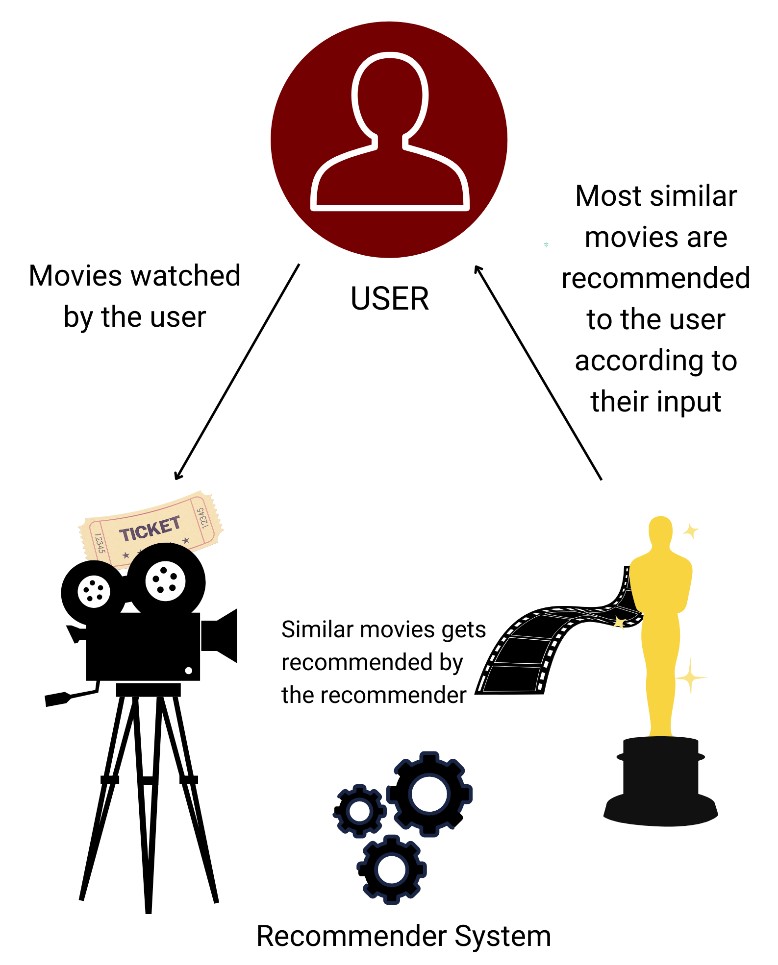 USER
Movies watched
by the user
Most similar
movies are
recommended
to the user
according to
their input
TICKET
12345
12345
Similar movies gets
recommended by
the recommender
Recommender System